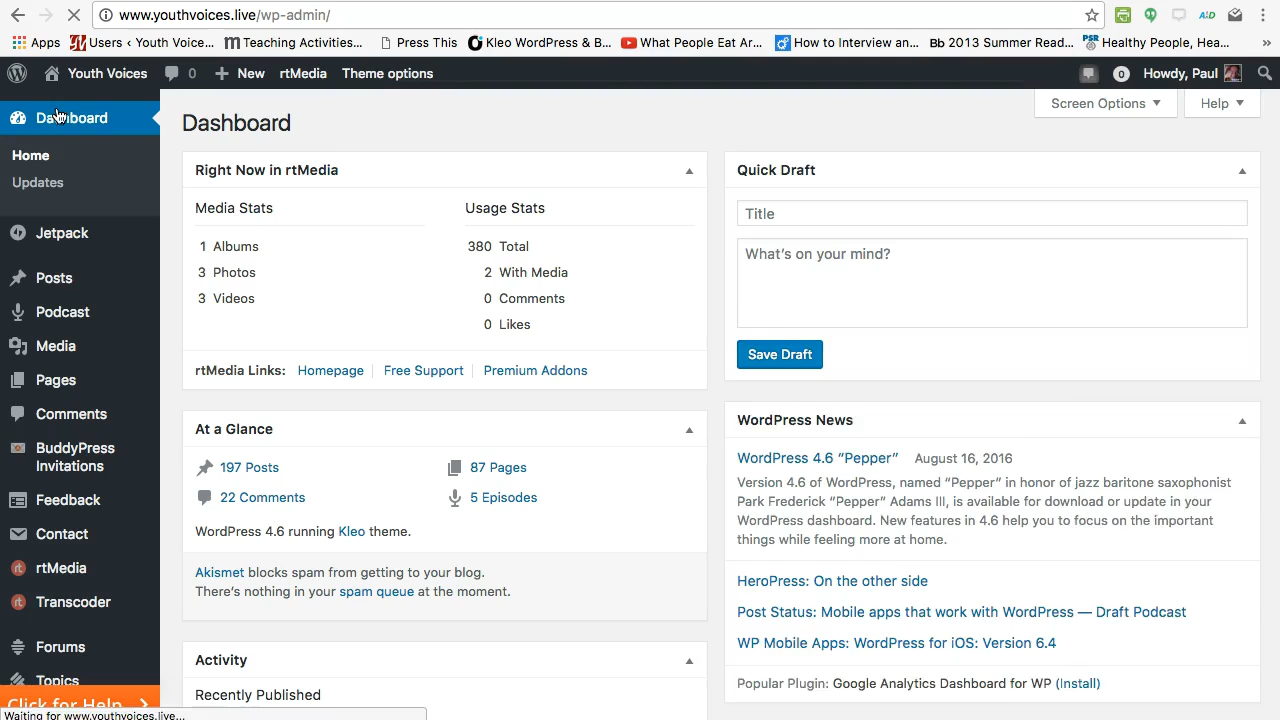 www.youthvoices.live/wp-admin/
Apps
Users ‹ Youth Voice...
Teaching Activities...
Press This
Kleo WordPress & B...
What People Eat Ar...
How to Interview an...
Bb 2013 Summer Read...
PSR Healthy People, Hea...
»
Youth Voices
0
New
rtMedia
Theme options
0
Howdy, Paul
Dashboard
Home
Updates
Jetpack
Posts
Podcast
Media
Pages
Comments
BuddyPress
Invitations
Feedback
Contact
rtMedia
Transcoder
Forums
Topics
Click for Help
Waiting for www.youthvoices.live...
Screen Options
Help
Dashboard
Right Now in rtMedia
Media Stats
1 Albums
3 Photos
3 Videos
Usage Stats
380 Total
2 With Media
0 Comments
0 Likes
rtMedia Links: Homepage Free Support Premium Addons
At a Glance
197 Posts
87 Pages
22 Comments
5 Episodes
WordPress 4.6 running Kleo theme.
Akismet blocks spam from getting to your blog.
There's nothing in your spam queue at the moment.
Activity
Recently Published
Quick Draft
Title
What's on your mind?
Save Draft
WordPress News
WordPress 4.6 “Pepper” August 16, 2016
Version 4.6 of WordPress, named “Pepper” in honor of jazz baritone saxophonist
Park Frederick “Pepper” Adams III, is available for download or update in your
WordPress dashboard. New features in 4.6 help you to focus on the important
things while feeling more at home.
HeroPress: On the other side
Post Status: Mobile apps that work with WordPress — Draft Podcast
WP Mobile Apps: WordPress for iOS: Version 6.4
Popular Plugin: Google Analytics Dashboard for WP (Install)